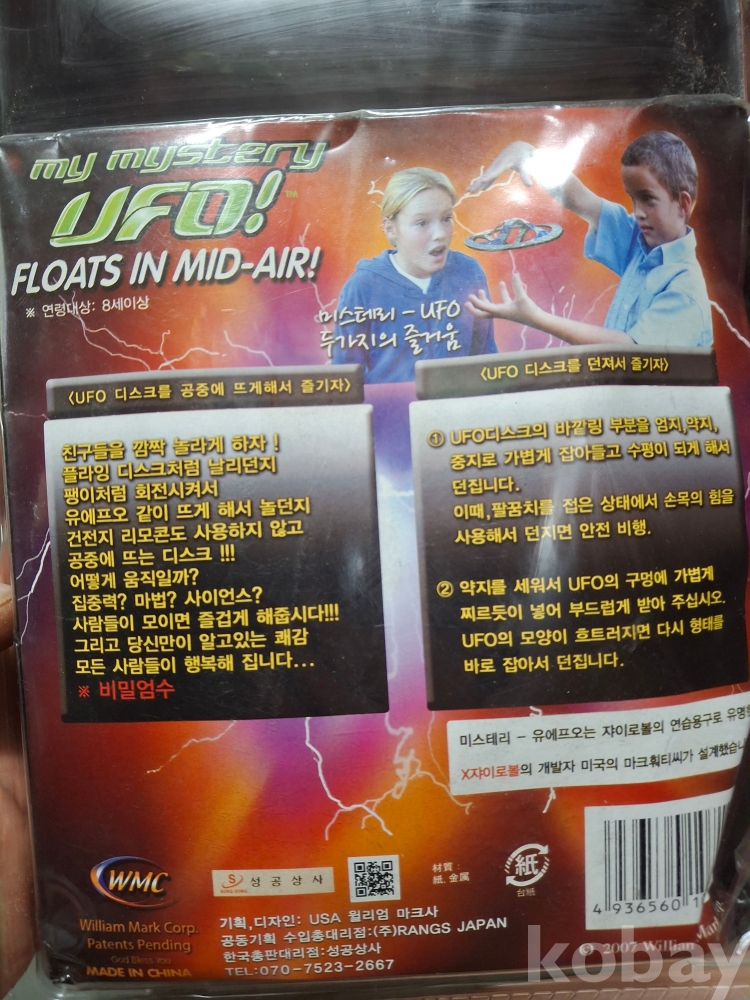 my mystery
UFO!™
FLOATS IN MID-AIR!
※ 연령대상: 8세이상
미스테리 - UFO
두가지의 즐거움
〈UFO 디스크를 공중에 뜨게해서 즐기자〉
친구들을 깜짝 놀라게 하자 !
플라잉 디스크처럼 날리던지
팽이처럼 회전시켜서
유에프오 같이 뜨게 해서 놀던지
건전지 리모콘도 사용하지 않고
공중에 뜨는 디스크 !!!
어떻게 움직일까?
집중력? 마법? 사이언스?
사람들이 모이면 즐겁게 해줍시다!!!
그리고 당신만이 알고있는 쾌감
모든 사람들이 행복해 집니다...
※ 비밀엄수
〈UFO 디스크를 던져서 즐기자〉
① UFO디스크의 바깥링 부분을 엄지,약지,
중지로 가볍게 잡아들고 수평이 되게 해서
던집니다.
이때,팔꿈치를 접은 상태에서 손목의 힘을
사용해서 던지면 안전 비행.
② 약지를 세워서 UFO의 구멍에 가볍게
찌르듯이 넣어 부드럽게 받아 주십시오.
UFO의 모양이 흐트러지면 다시 형태를
바로 잡아서 던집니다.
미스테리 - 유에프오는 쟈이로볼의 연습용구로 유명한
X쟈이로볼의 개발자 미국의 마크휘티씨가 설계했습니
WMC
William Mark Corp.
Patents Pending
God Bless You
MADE IN CHINA
S
SUNG-GONG
성공상사
기획,디자인: USA 윌리엄 마크사
공동기획 수입총대리점:(주)RANGS JAPAN
한국총판대리점:성공상사
TEL:070-7523-2667
材質:
紙, 金属
紙
台紙
4 936560 1
© 2007 William Mark
kobay